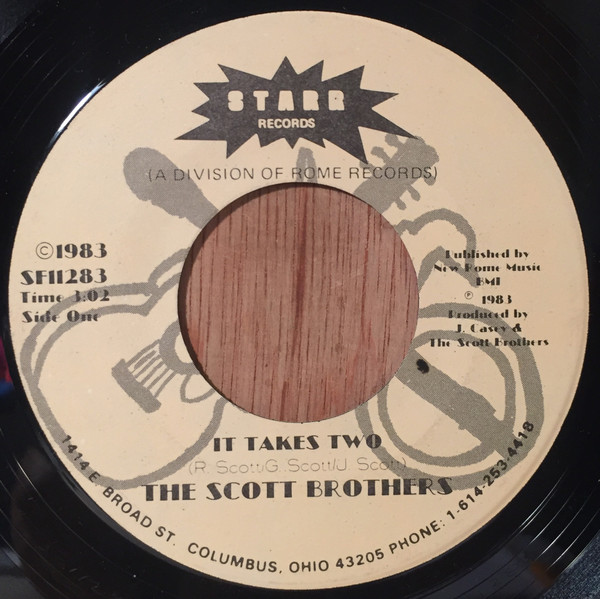 STARR
RECORDS
(A DIVISION OF ROME RECORDS)
©1983
SF11283
Time 3.02
Side One
Published by
New Rome Music
BMI
℗ 1983
Produced by
J. Casey &
The Scott Brothers
IT TAKES TWO
(R. Scott/G. Scott/J. Scott)
THE SCOTT BROTHERS
1414 E. BROAD ST. COLUMBUS, OHIO 43205 PHONE: 1-614-253-4418